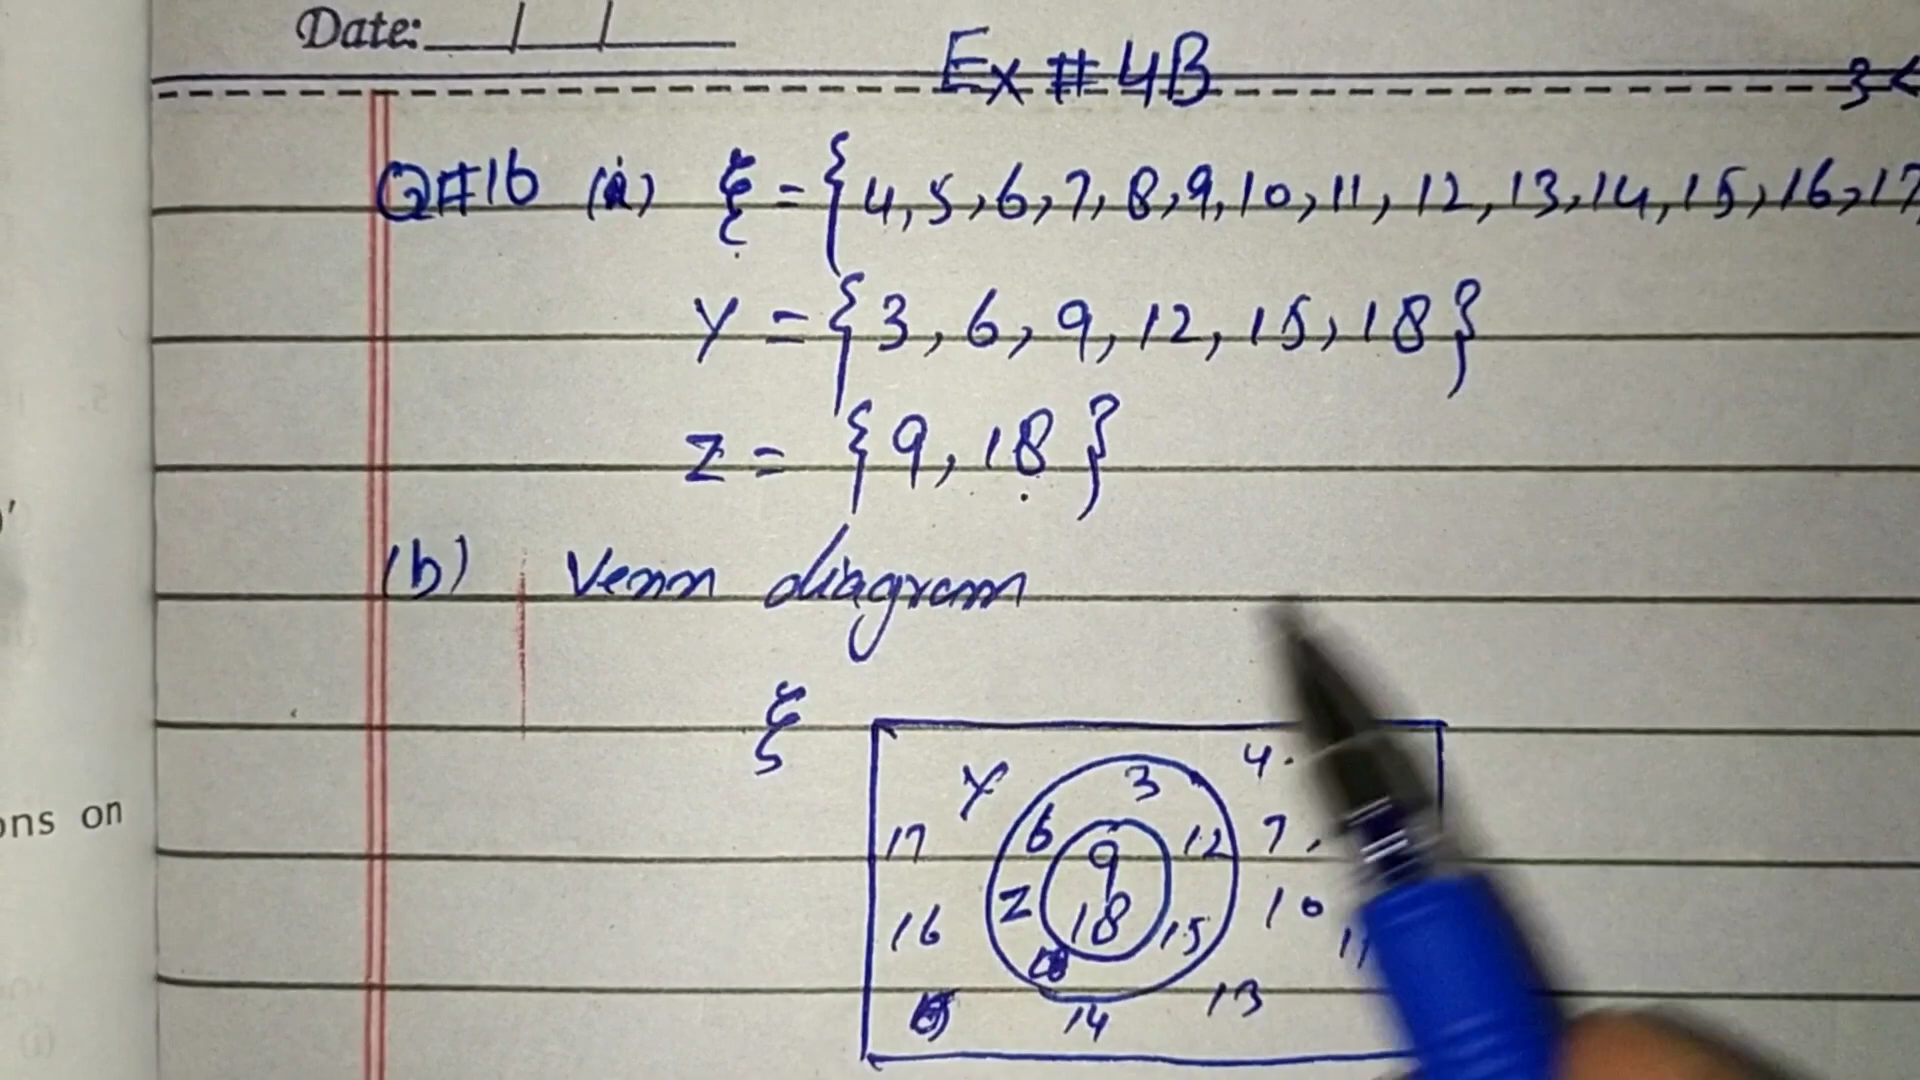 Date:
Ex # 4B
3 <
Q#16 (a) ξ = {4, 5, 6, 7, 8, 9, 10, 11, 12, 13, 14, 15, 16, 17,
Y = {3, 6, 9, 12, 15, 18}
Z = {9, 18}
(b) Venn diagram
ξ
Y 3 4
17 6 9 12 7
16 Z 18 15 10
11
14 13
ons on